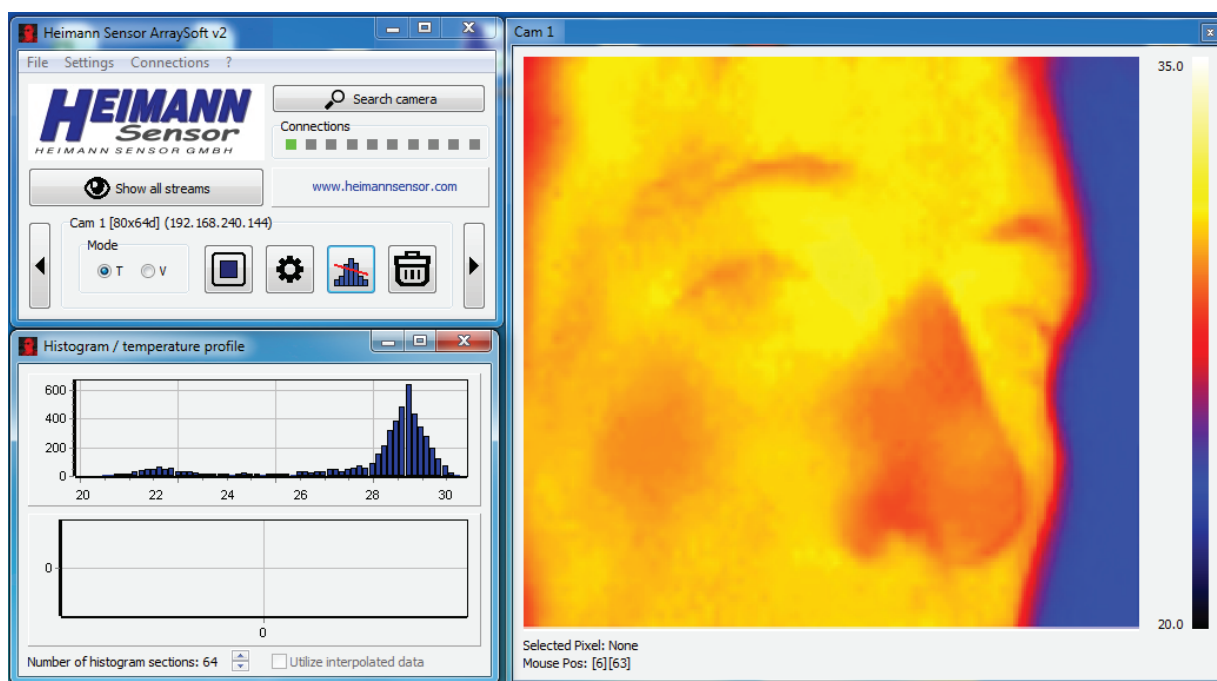 Heimann Sensor ArraySoft v2
File Settings Connections ?
HEIMANN
Sensor
HEIMANN SENSOR GMBH
Search camera
Connections
Show all streams
www.heimannsensor.com
Cam 1 [80x64d] (192.168.240.144)
Mode
T V
Histogram / temperature profile
600
400
200
0
20 22 24 26 28 30
0
0
Number of histogram sections: 64
Utilize interpolated data
Cam 1
x
35.0
20.0
Selected Pixel: None
Mouse Pos: [6][63]